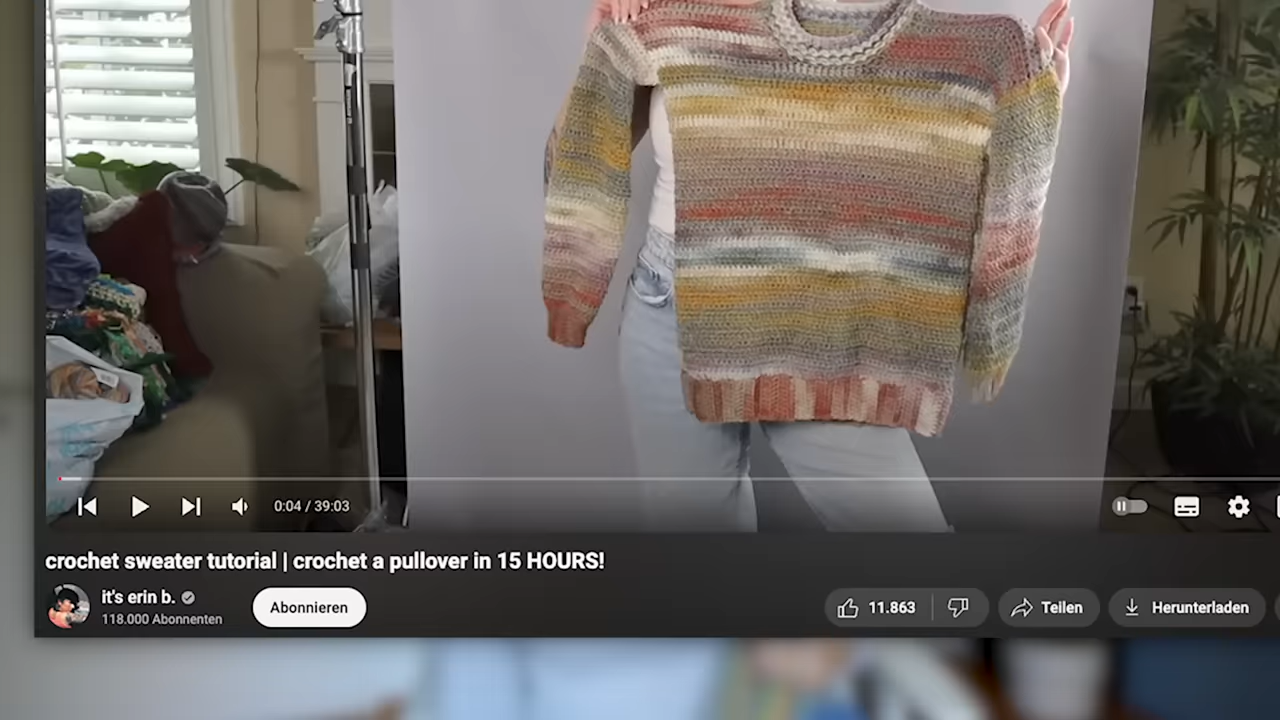 0:04 / 39:03
crochet sweater tutorial | crochet a pullover in 15 HOURS!
it's erin b.
118.000 Abonnenten
Abonnieren
11.863
Teilen
Herunterladen